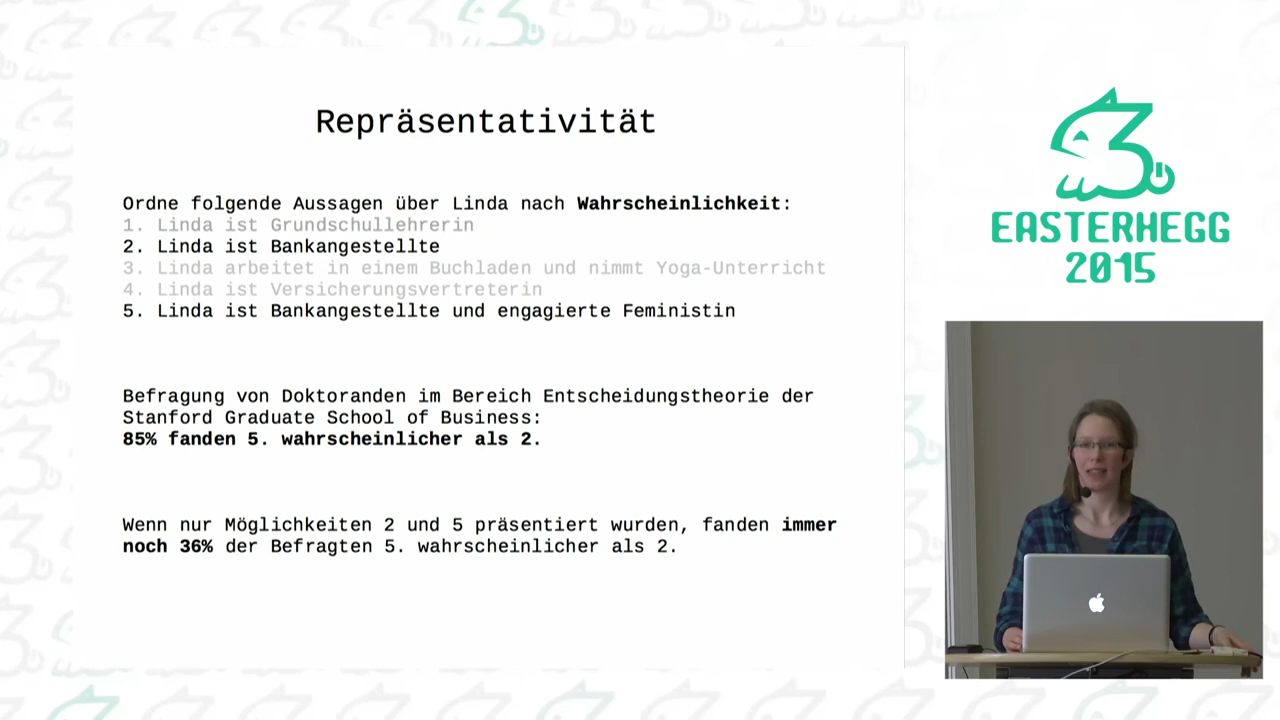 Repräsentativität
Ordne folgende Aussagen über Linda nach Wahrscheinlichkeit:
1. Linda ist Grundschullehrerin
2. Linda ist Bankangestellte
3. Linda arbeitet in einem Buchladen und nimmt Yoga-Unterricht
4. Linda ist Versicherungsvertreterin
5. Linda ist Bankangestellte und engagierte Feministin
Befragung von Doktoranden im Bereich Entscheidungstheorie der
Stanford Graduate School of Business:
85% fanden 5. wahrscheinlicher als 2.
Wenn nur Möglichkeiten 2 und 5 präsentiert wurden, fanden immer
noch 36% der Befragten 5. wahrscheinlicher als 2.
EASTERHEGG
2015